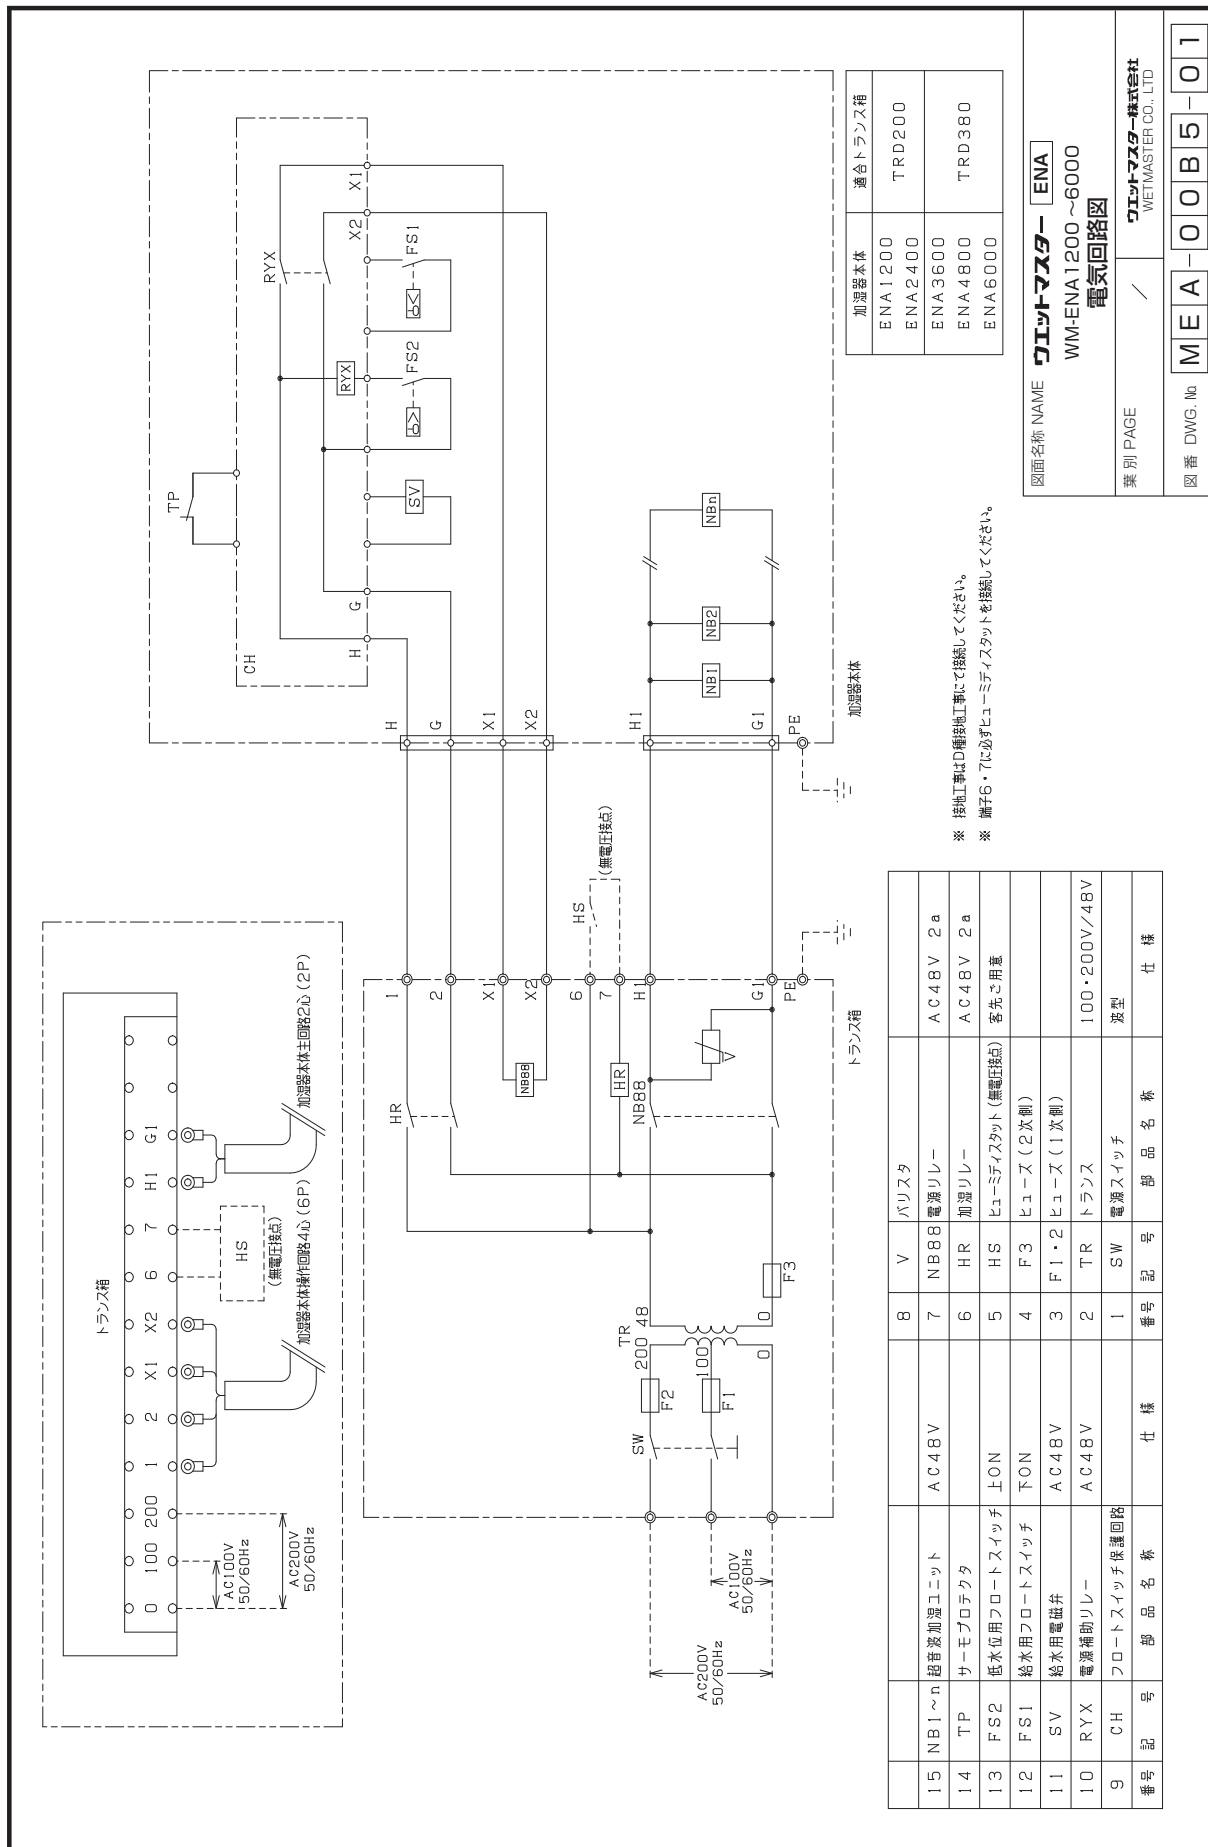 トランス箱
0 100 200 1 2 X1 X2 6 7 H1 G1
AC100V
50/60Hz
AC200V
50/60Hz
HS
(無電圧接点)
加湿器本体操作回路4心(6P)
加湿器本体主回路2心(2P)
TP
CH
RYX
RYX
FS2
FS1
SV
H
G
X2
X1
H
G
X1
X2
H1
G1
PE
NB1
NB2
NBn
加湿器本体
1
2
X1
X2
6
7
H1
G1
PE
HS
(無電圧接点)
HR
NB88
HR
NB88
V
トランス箱
SW
F2
F1
TR
200
48
100
0
0
F3
AC200V
50/60Hz
AC100V
50/60Hz
加湿器本体 適合トランス箱
ENA1200
ENA2400
TRD200
ENA3600
ENA4800
ENA6000
TRD380
※ 接地工事はD種接地工事にて接続してください。
※ 端子6・7に必ずヒューミディスタットを接続してください。
15 NB1~n 超音波加湿ユニット AC48V
14 TP サーモプロテクタ
13 FS2 低水位用フロートスイッチ 上ON
12 FS1 給水用フロートスイッチ 下ON
11 SV 給水用電磁弁 AC48V
10 RYX 電源補助リレー AC48V
9 CH フロートスイッチ保護回路
番号 記 号 部 品 名 称 仕 様
8 V バリスタ
7 NB88 電源リレー AC48V 2a
6 HR 加湿リレー AC48V 2a
5 HS ヒューミディスタット(無電圧接点) 客先ご用意
4 F3 ヒューズ(2次側)
3 F1・2 ヒューズ(1次側)
2 TR トランス 100・200V/48V
1 SW 電源スイッチ 波型
番号 記 号 部 品 名 称 仕 様
図面名称 NAME ウエットマスター ENA
WM-ENA1200~6000
電気回路図
葉別 PAGE /
ウエットマスター株式会社
WETMASTER CO., LTD
図番 DWG. No. MEA-00B5-01